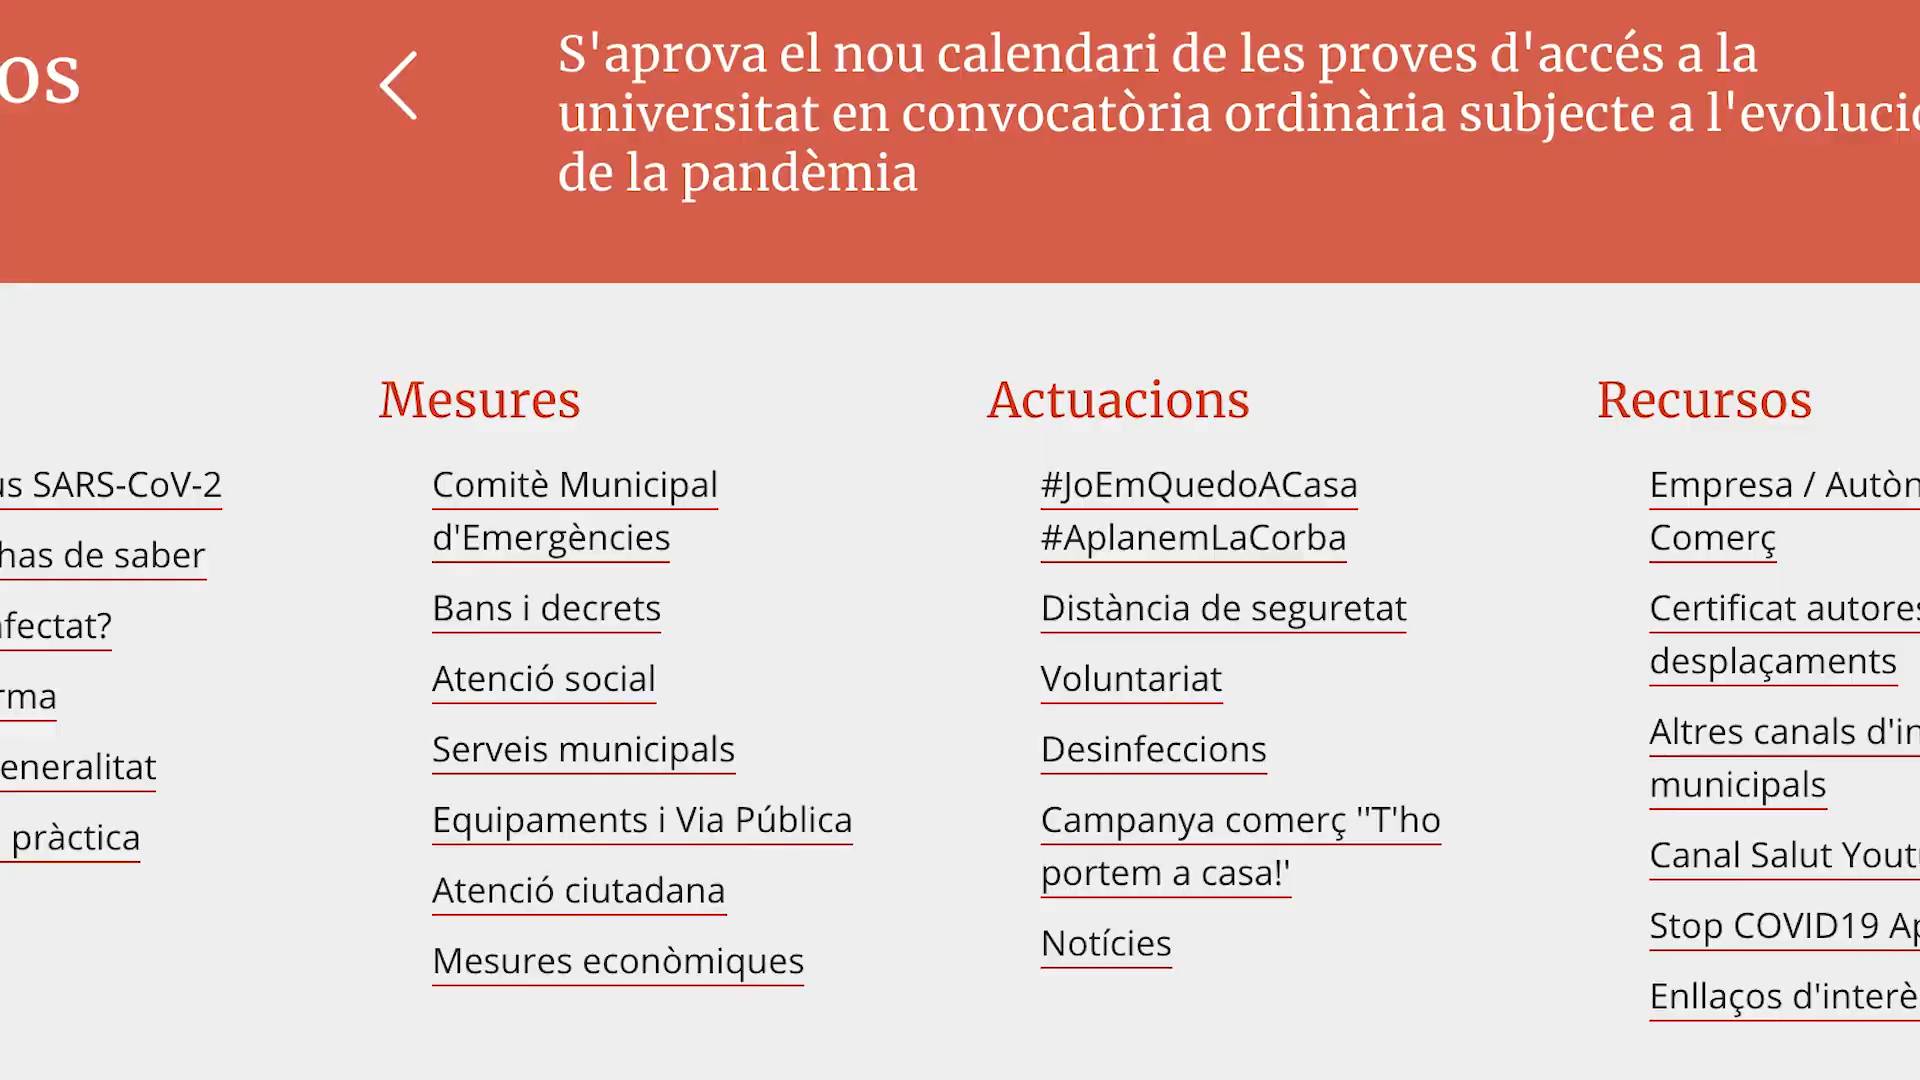 os
S'aprova el nou calendari de les proves d'accés a la
universitat en convocatòria ordinària subjecte a l'evolució
de la pandèmia
us SARS-CoV-2
has de saber
nfectat?
rma
eneralitat
pràctica
Mesures
Comitè Municipal
d'Emergències
Bans i decrets
Atenció social
Serveis municipals
Equipaments i Via Pública
Atenció ciutadana
Mesures econòmiques
Actuacions
#JoEmQuedoACasa
#AplanemLaCorba
Distància de seguretat
Voluntariat
Desinfeccions
Campanya comerç ''T'ho
portem a casa!'
Notícies
Recursos
Empresa / Autòn
Comerç
Certificat autores
desplaçaments
Altres canals d'in
municipals
Canal Salut Yout
Stop COVID19 Ap
Enllaços d'interè